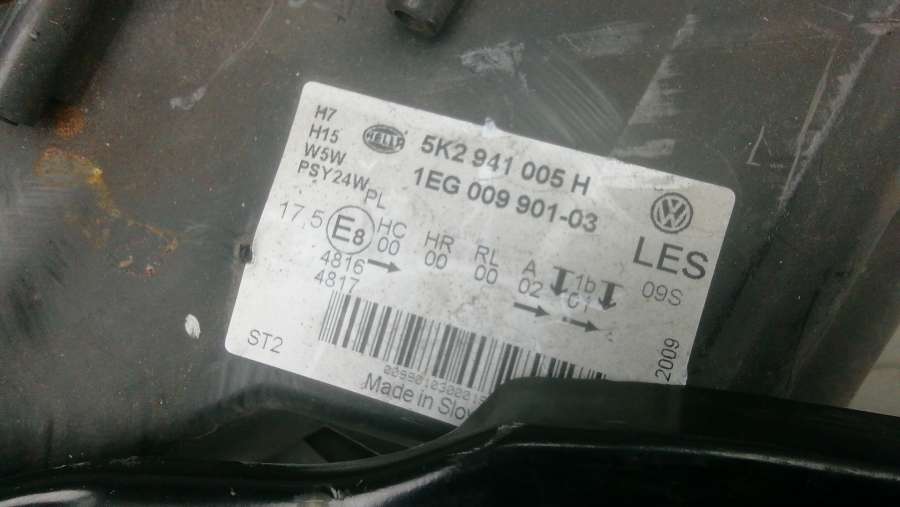 H7
H15
W5W
PSY24W
HELLA
5K2 941 005 H
1EG 009 901-03
PL
17.5 E8 HC HR RL A 1b
00 00 00 02
4816 →
4817
LES
09S
ST2
2009
Made in